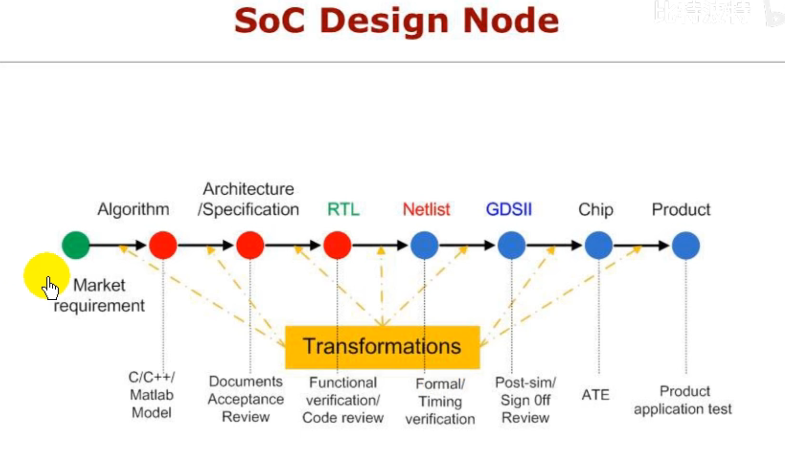 SoC Design Node
Architecture
Algorithm /Specification RTL Netlist GDSII Chip Product
Market
requirement
Transformations
C/C++/
Matlab
Model
Documents
Acceptance
Review
Functional
verification/
Code review
Formal/
Timing
verification
Post-sim/
Sign 0ff
Review
ATE
Product
application test